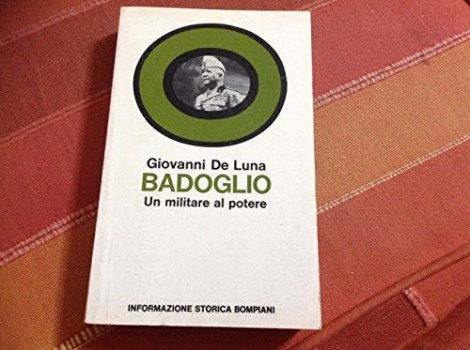 Giovanni De Luna
BADOGLIO
Un militare al potere
INFORMAZIONE STORICA BOMPIANI